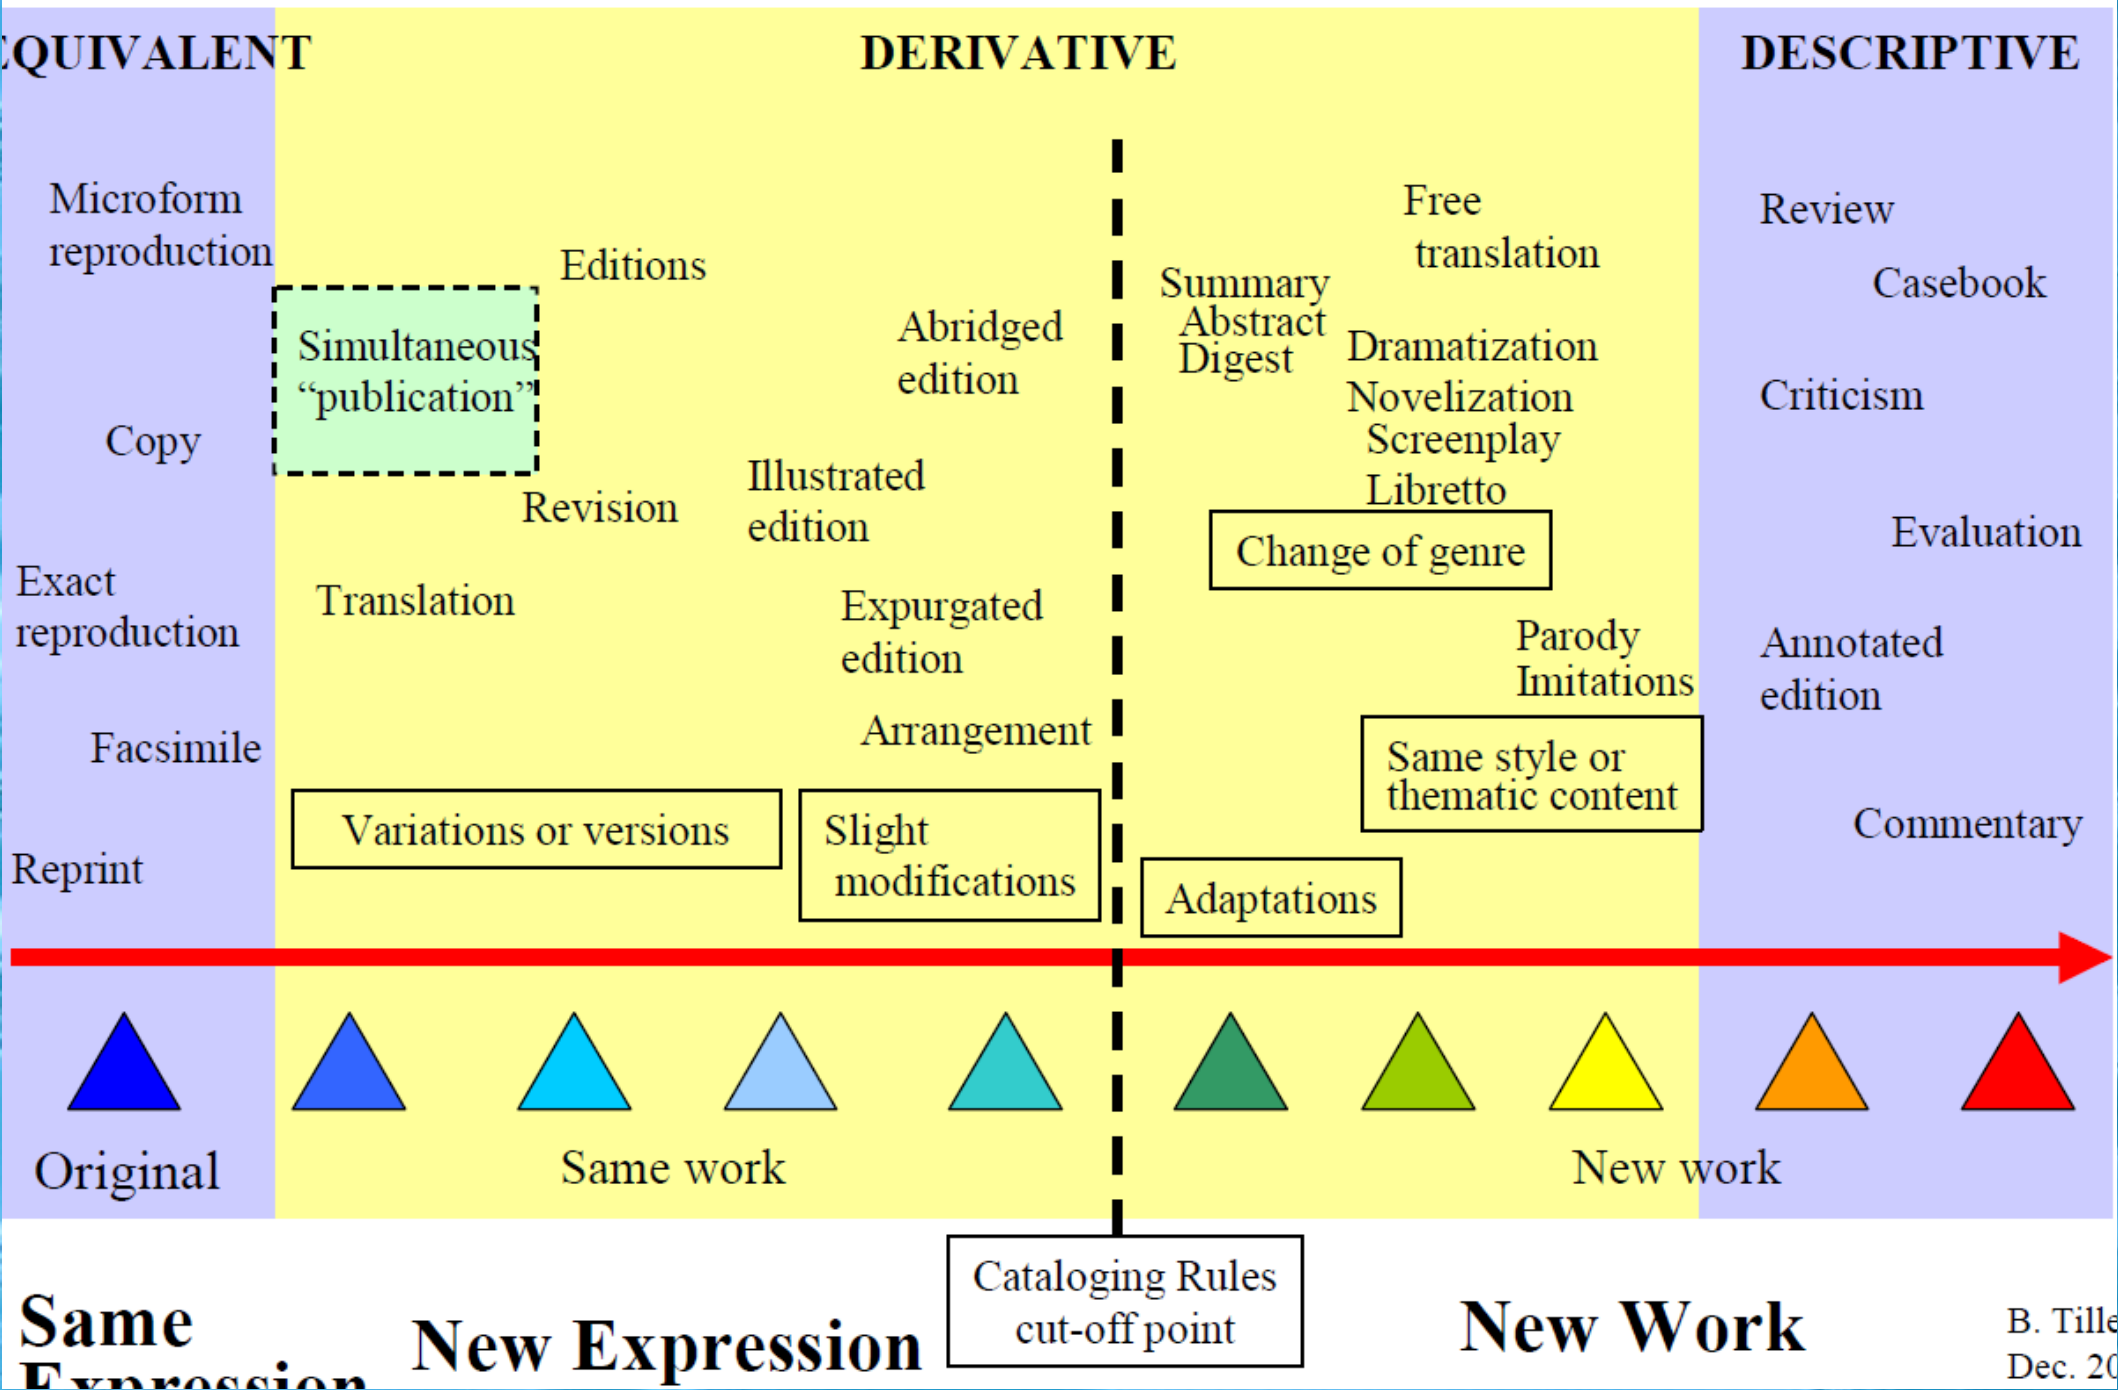 EQUIVALENT
DERIVATIVE
DESCRIPTIVE
Microform
reproduction
Copy
Exact
reproduction
Facsimile
Reprint
Simultaneous
“publication”
Editions
Revision
Translation
Illustrated
edition
Abridged
edition
Expurgated
edition
Arrangement
Variations or versions
Slight
modifications
Summary
Abstract
Digest
Free
translation
Dramatization
Novelization
Screenplay
Libretto
Change of genre
Parody
Imitations
Same style or
thematic content
Adaptations
Review
Casebook
Criticism
Evaluation
Annotated
edition
Commentary
Original
Same work
New work
Same
Expression
New Expression
Cataloging Rules
cut-off point
New Work
B. Tille
Dec. 20